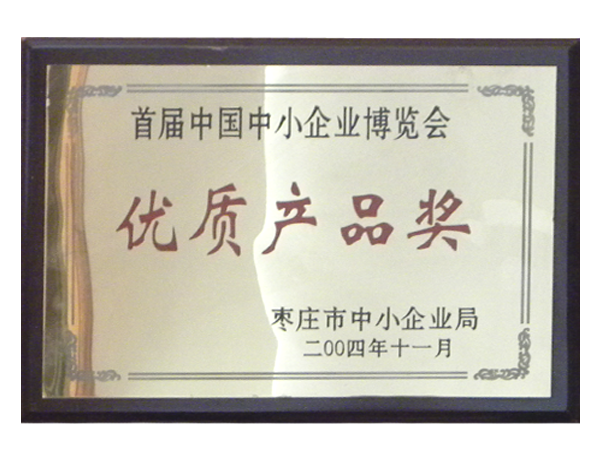 首届中国中小企业博览会
优质产品奖
枣庄市中小企业局
二00四年十一月